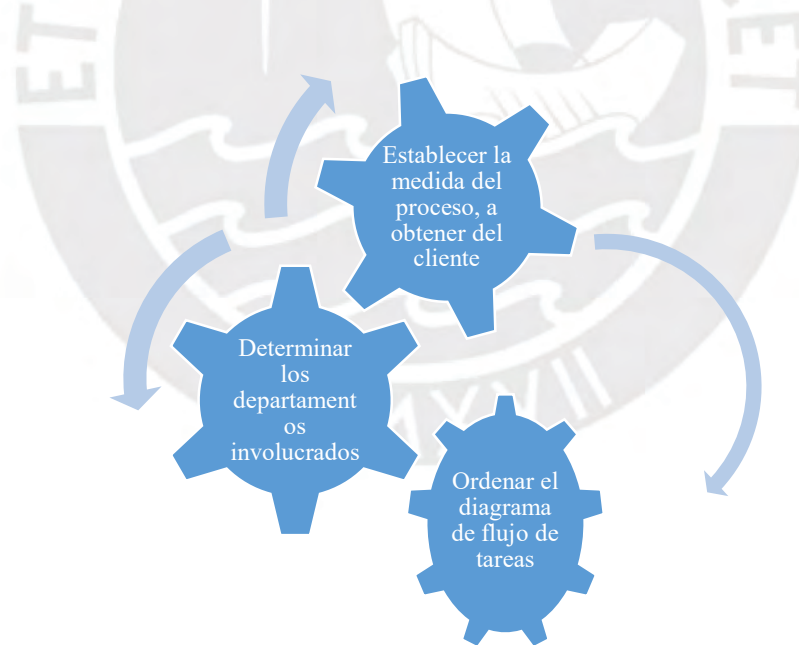 ET
Establecer la
medida del
proceso, a
obtener del
cliente
Determinar
los
departament
os
involucrados
Ordenar el
diagrama
de flujo de
tareas